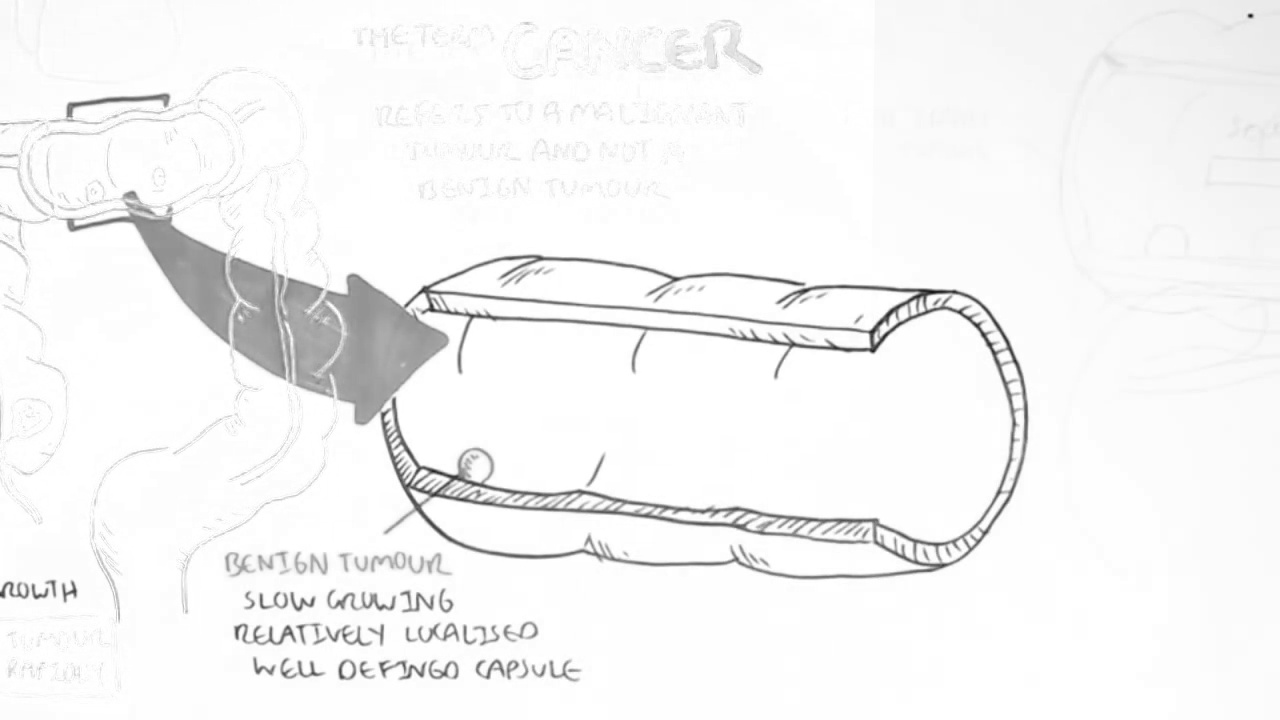 THE TERM CANCER
REFERS TO A MALIGNANT
TUMOUR AND NOT A
BENIGN TUMOUR
BENIGN TUMOUR
SLOW GROWING
RELATIVELY LOCALISED
WELL DEFINED CAPSULE
ROWTH
TUMOUR
RAPIDLY